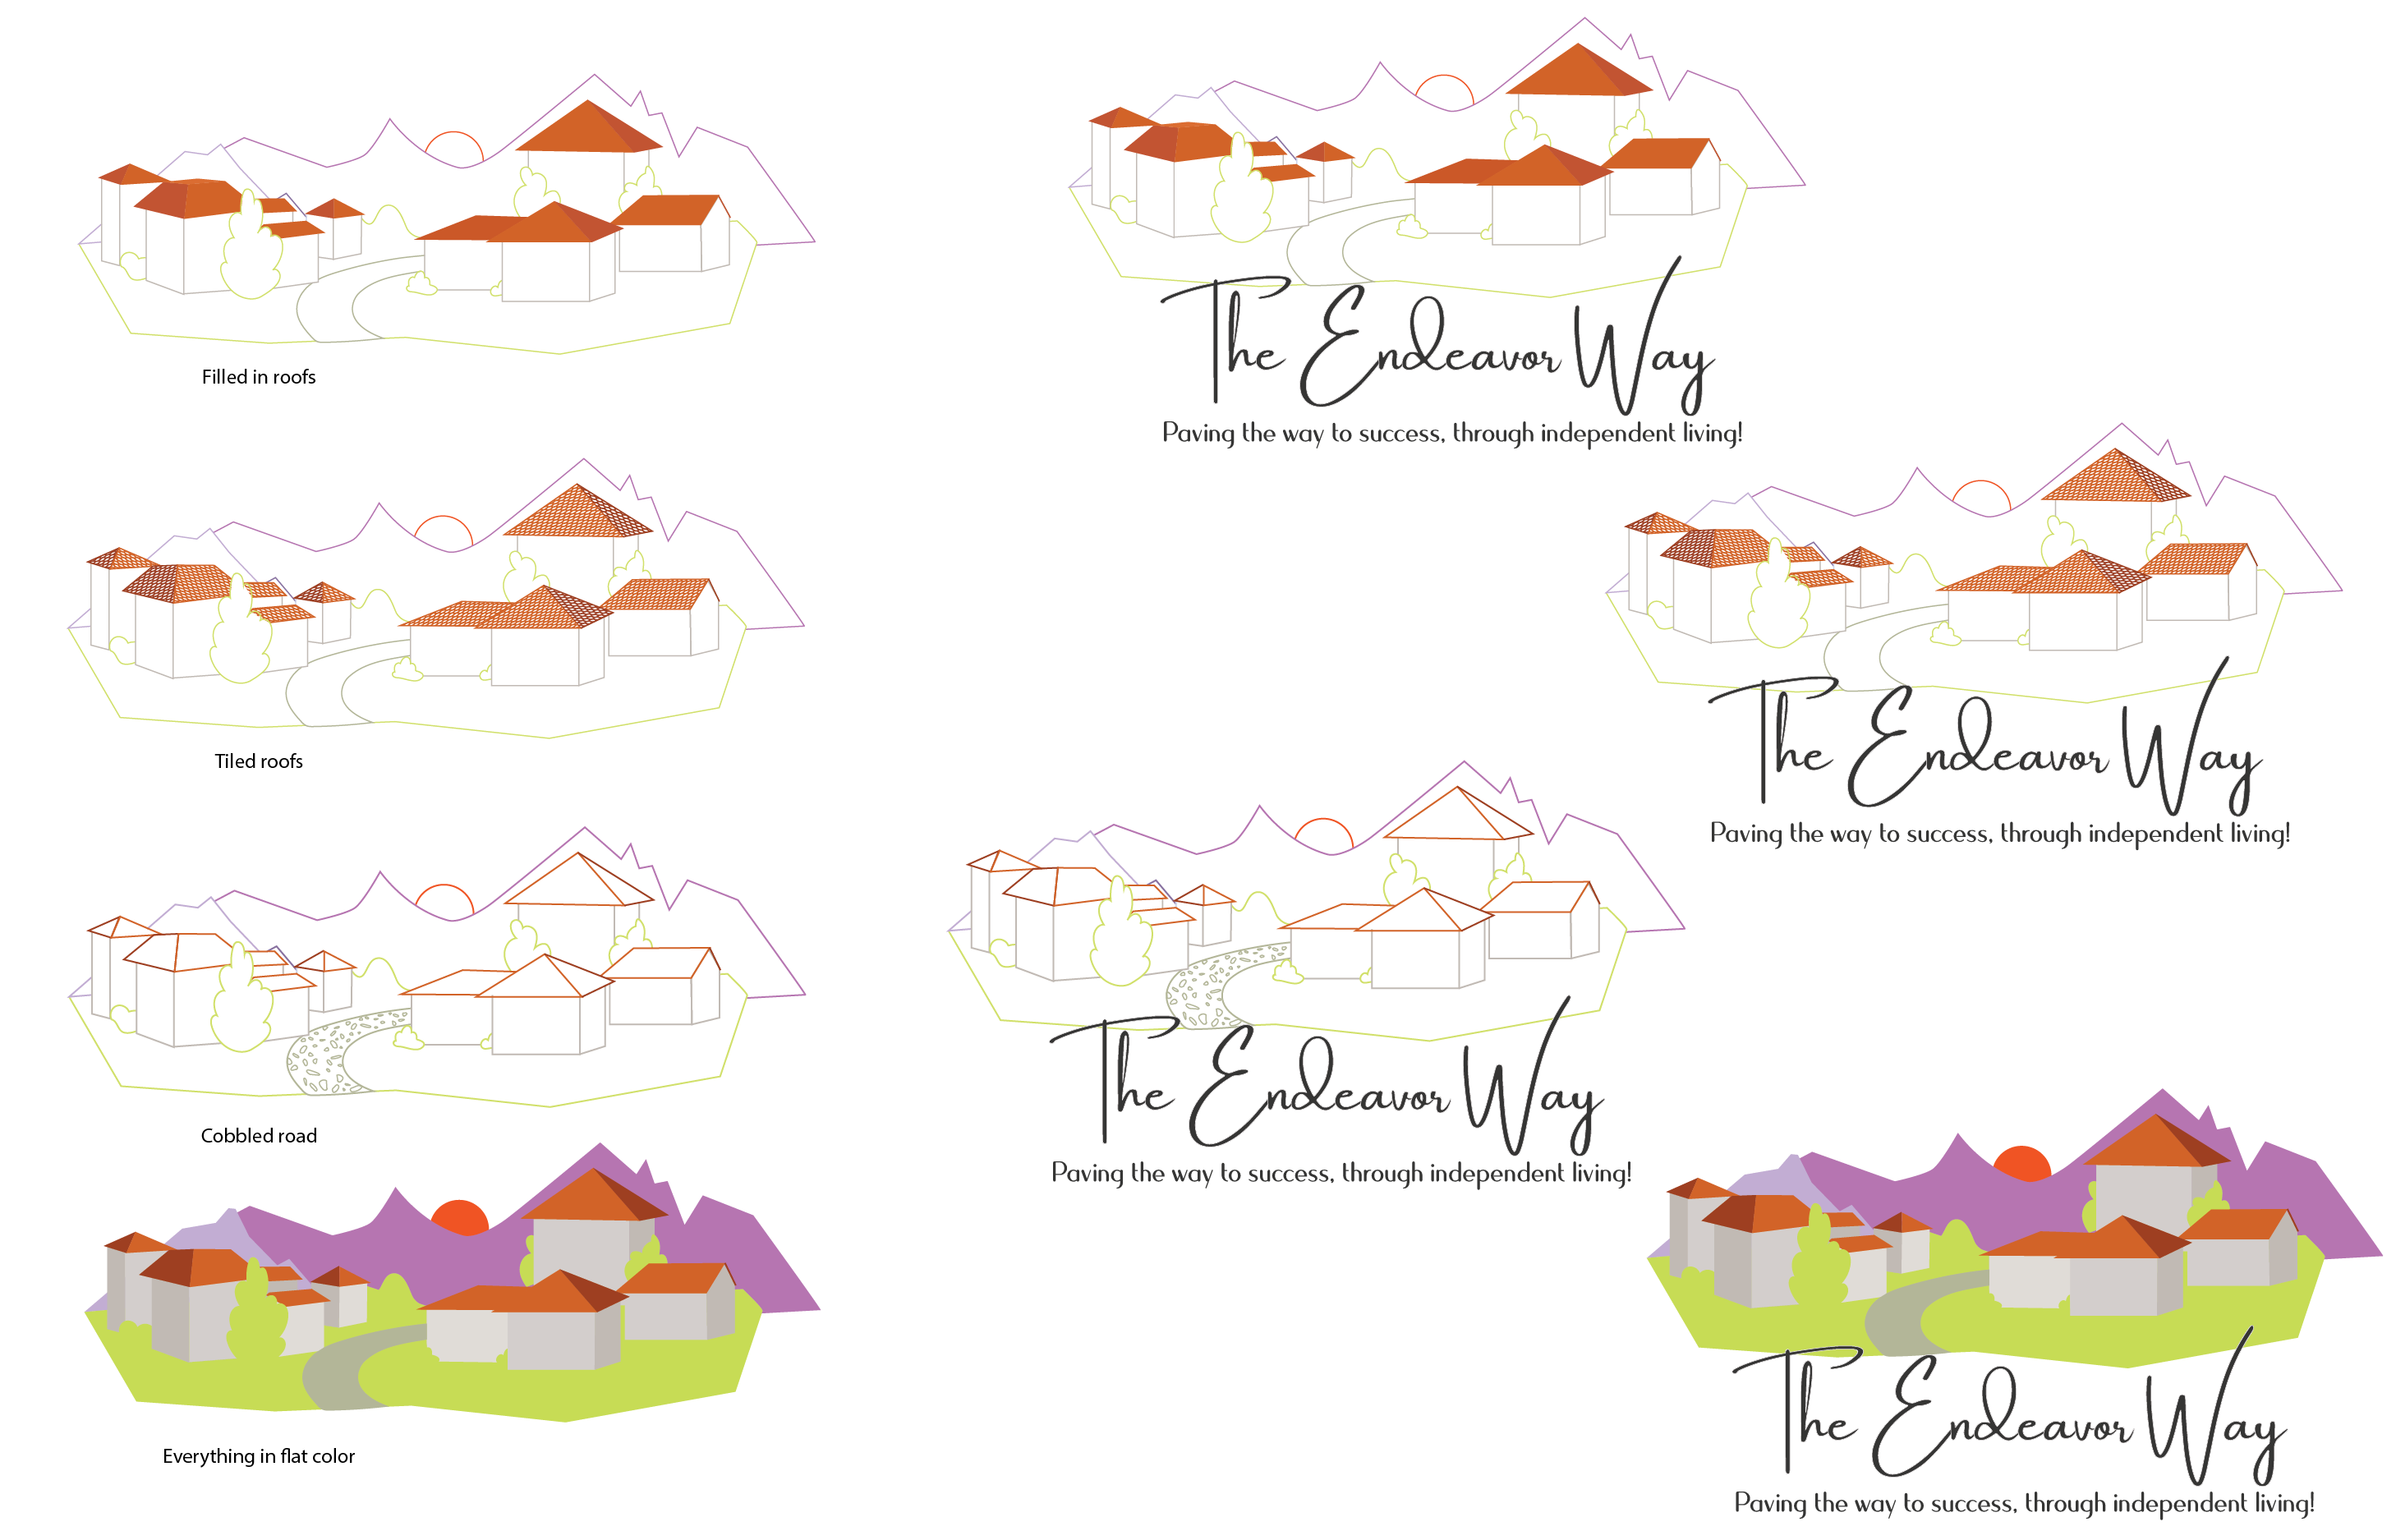 Filled in roofs
The Endeavor Way
Paving the way to success, through independent living!
Tiled roofs
The Endeavor Way
Paving the way to success, through independent living!
Cobbled road
The Endeavor Way
Paving the way to success, through independent living!
Everything in flat color
The Endeavor Way
Paving the way to success, through independent living!